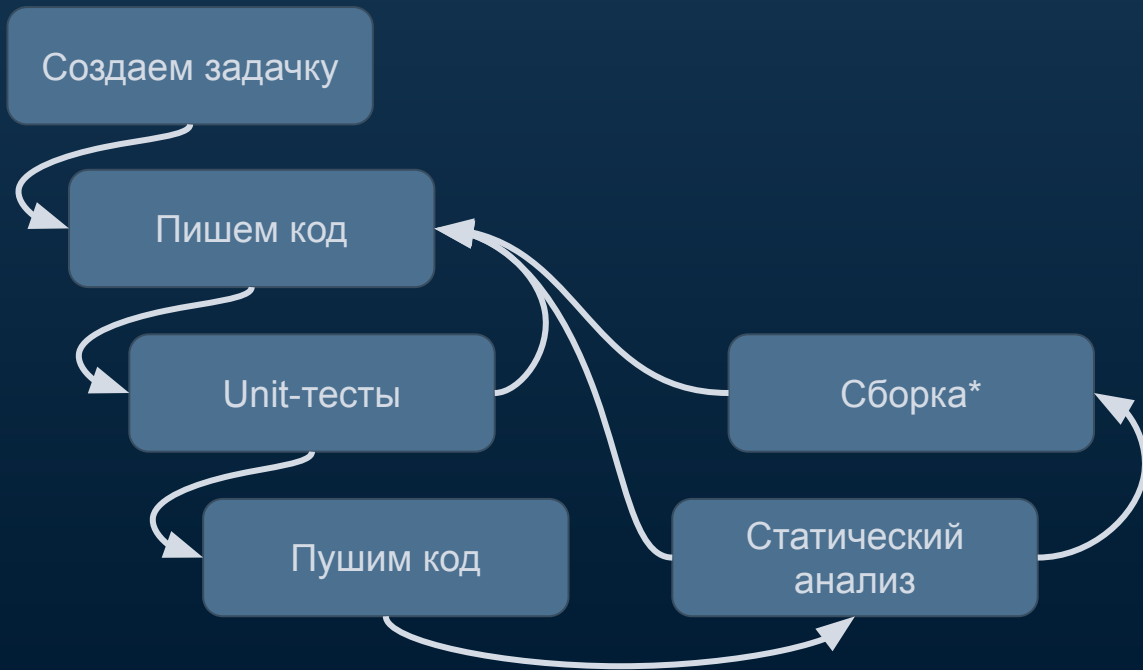 Создаем задачку
Пишем код
Unit-тесты
Сборка*
Пушим код
Статический
анализ